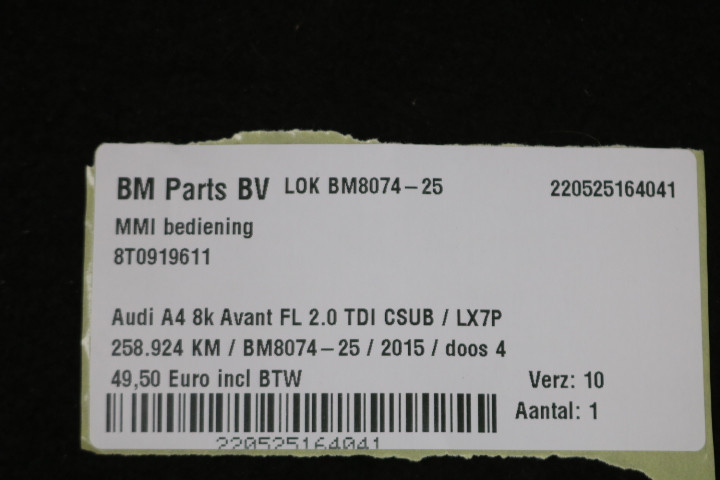 BM Parts BV LOK BM8074-25 220525164041
MMI bediening
8T0919611
Audi A4 8k Avant FL 2.0 TDI CSUB / LX7P
258.924 KM / BM8074-25 / 2015 / doos 4
49,50 Euro incl BTW Verz: 10
Aantal: 1
220525164041